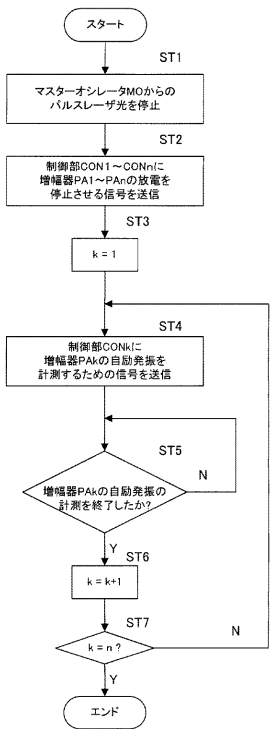 スタート
ST1
マスターオシレータMOからの
パルスレーザ光を停止
ST2
制御部CON1～CONnに
増幅器PA1～PAnの放電を
停止させる信号を送信
ST3
k = 1
ST4
制御部CONkに
増幅器PAkの自励発振を
計測するための信号を送信
ST5
増幅器PAkの自励発振の
計測を終了したか?
N
Y
ST6
k = k+1
ST7
k = n ?
N
Y
エンド